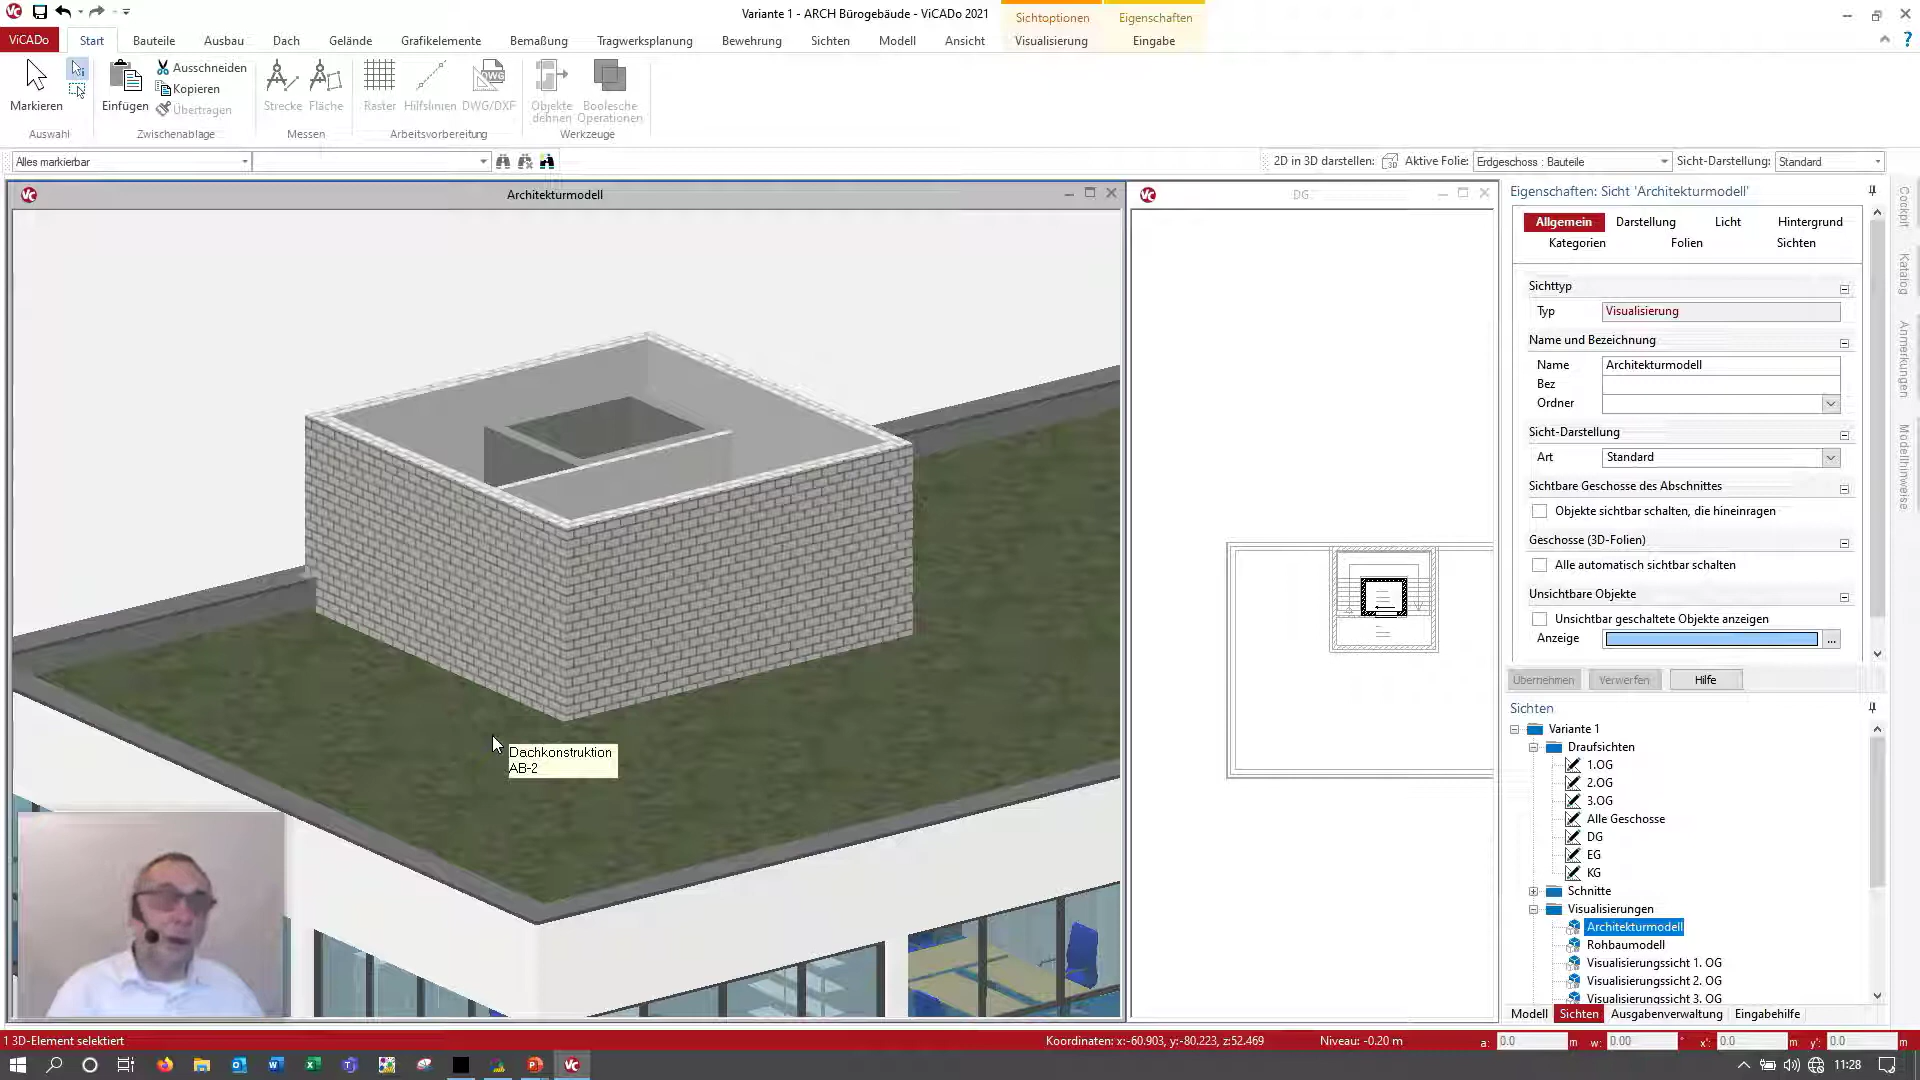 Variante 1 - ARCH Bürogebäude - ViCADo 2021
Sichtoptionen
Eigenschaften
ViCADo
Start
Bauteile
Ausbau
Dach
Gelände
Grafikelemente
Bemaßung
Tragwerksplanung
Bewehrung
Sichten
Modell
Ansicht
Visualisierung
Eingabe
Markieren
Auswahl
Einfügen
Ausschneiden
Kopieren
Übertragen
Zwischenablage
Strecke
Fläche
Messen
Raster
Hilfslinien
DWG/DXF
Arbeitsvorbereitung
Objekte dehnen
Boolesche Operationen
Werkzeuge
Alles markierbar
2D in 3D darstellen:
Aktive Folie:
Erdgeschoss : Bauteile
Sicht-Darstellung:
Standard
Architekturmodell
DG
Dachkonstruktion
AB-2
Eigenschaften: Sicht 'Architekturmodell'
Allgemein
Darstellung
Licht
Hintergrund
Kategorien
Folien
Sichten
Sichttyp
Typ
Visualisierung
Name und Bezeichnung
Name
Architekturmodell
Bez
Ordner
Sicht-Darstellung
Art
Standard
Sichtbare Geschosse des Abschnittes
Objekte sichtbar schalten, die hineinragen
Geschosse (3D-Folien)
Alle automatisch sichtbar schalten
Unsichtbare Objekte
Unsichtbar geschaltete Objekte anzeigen
Anzeige
...
Übernehmen
Verwerfen
Hilfe
Sichten
Variante 1
Draufsichten
1.OG
2.OG
3.OG
Alle Geschosse
DG
EG
KG
Schnitte
Visualisierungen
Architekturmodell
Rohbaumodell
Visualisierungssicht 1. OG
Visualisierungssicht 2. OG
Visualisierungssicht 3. OG
Modell
Sichten
Ausgabenverwaltung
Eingabehilfe
Cockpit
Katalog
Anmerkungen
Modellhinweise
1 3D-Element selektiert
Koordinaten: x:-60.903, y:-80.223, z:52.469
Niveau: -0.20 m
a: 0.0 m
w: 0.00 °
x': 0.0 m
y': 0.0 m
11:28